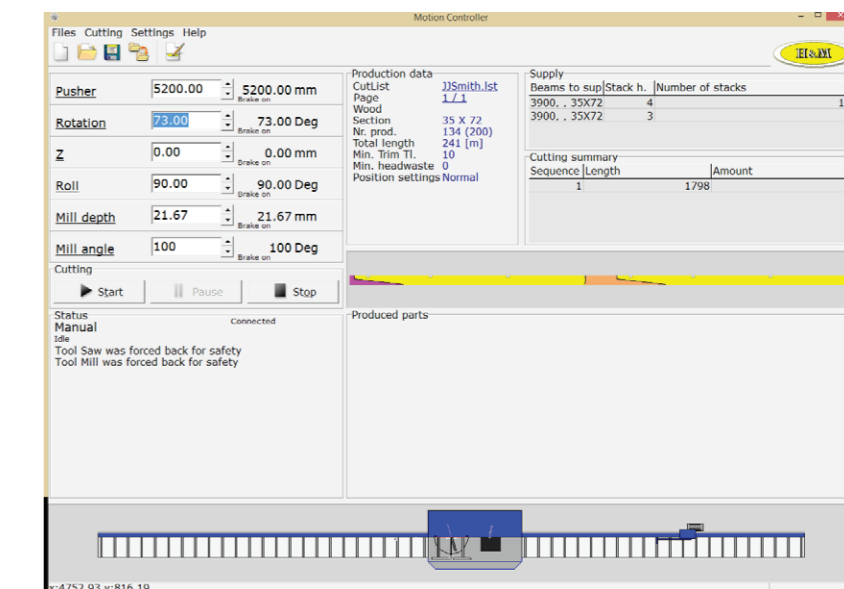 Motion Controller
Files Cutting Settings Help
Pusher 5200.00 5200.00 mm
Brake on
Rotation 73.00 73.00 Deg
Brake on
Z 0.00 0.00 mm
Brake on
Roll 90.00 90.00 Deg
Brake on
Mill depth 21.67 21.67 mm
Brake on
Mill angle 100 100 Deg
Brake on
Cutting
Start Pause Stop
Status
Manual Connected
Idle
Tool Saw was forced back for safety
Tool Mill was forced back for safety
Production data
CutList JJSmith.lst
Page 1 / 1
Wood
Section 35 X 72
Nr. prod. 134 (200)
Total length 241 [m]
Min. Trim Tl. 10
Min. headwaste 0
Position settings Normal
Supply
Beams to sup Stack h. Number of stacks
3900, , 35X72 4 1
3900, , 35X72 3
Cutting summary
Sequence Length Amount
1 1798
Produced parts
x:4752.93 y:816.19